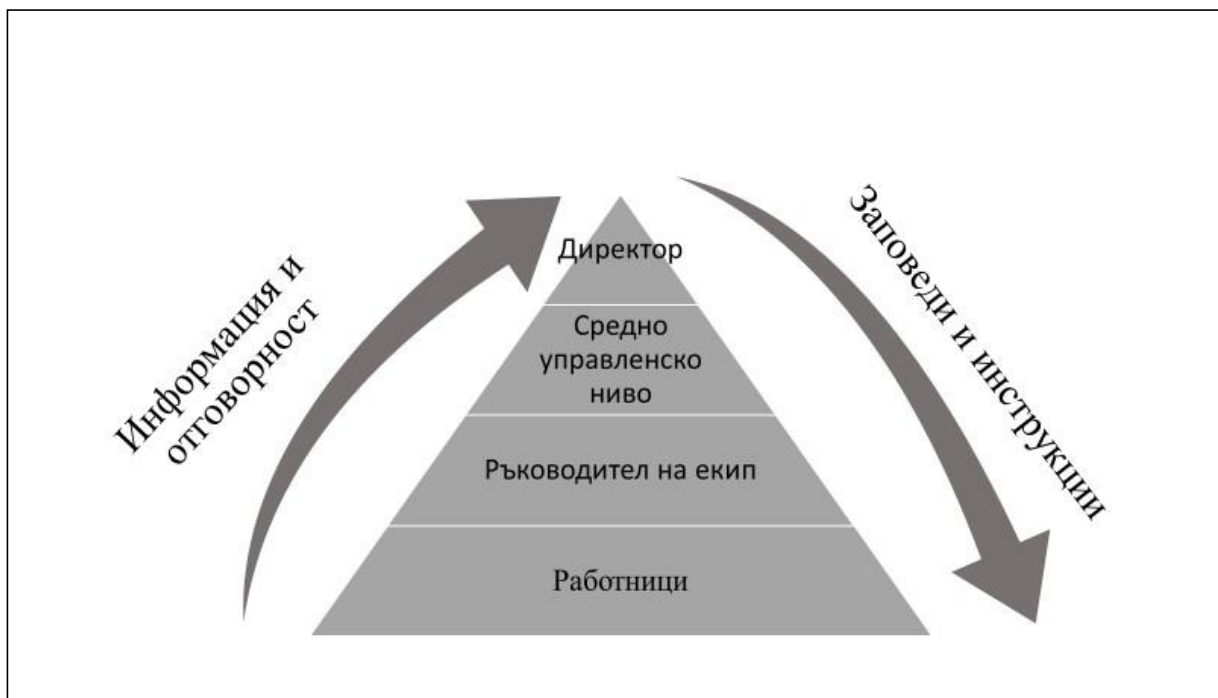 Информация и
отговорност
Директор
Средно
управленско
ниво
Ръководител на екип
Работници
Заповеди и инструкции